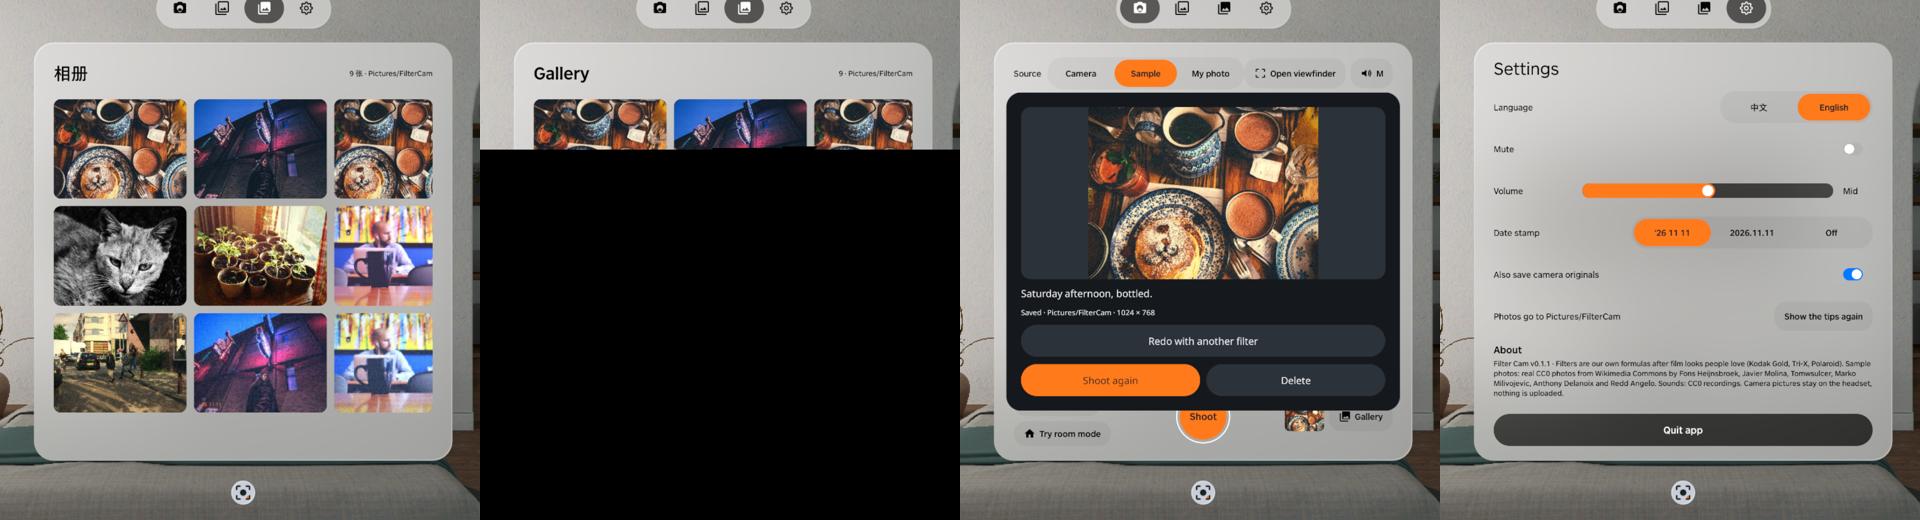 相册
9 张 · Pictures/FilterCam
Gallery
9 · Pictures/FilterCam
Source
Camera
Sample
My photo
Open viewfinder
M
Saturday afternoon, bottled.
Saved · Pictures/FilterCam · 1024 × 768
Redo with another filter
Shoot again
Delete
Shoot
Gallery
Try room mode
Settings
Language
中文
English
Mute
Volume
Mid
Date stamp
'26 11 11
2026.11.11
Off
Also save camera originals
Photos go to Pictures/FilterCam
Show the tips again
About
Filter Cam v0.1.1 · Filters are our own formulas after film looks people love (Kodak Gold, Tri-X, Polaroid). Sample
photos: real CC0 photos from Wikimedia Commons by Fons Heijnsbroek, Javier Molina, Tomwsulcer, Marko
Milivojevic, Anthony Delanoix and Redd Angelo. Sounds: CC0 recordings. Camera pictures stay on the headset,
nothing is uploaded.
Quit app